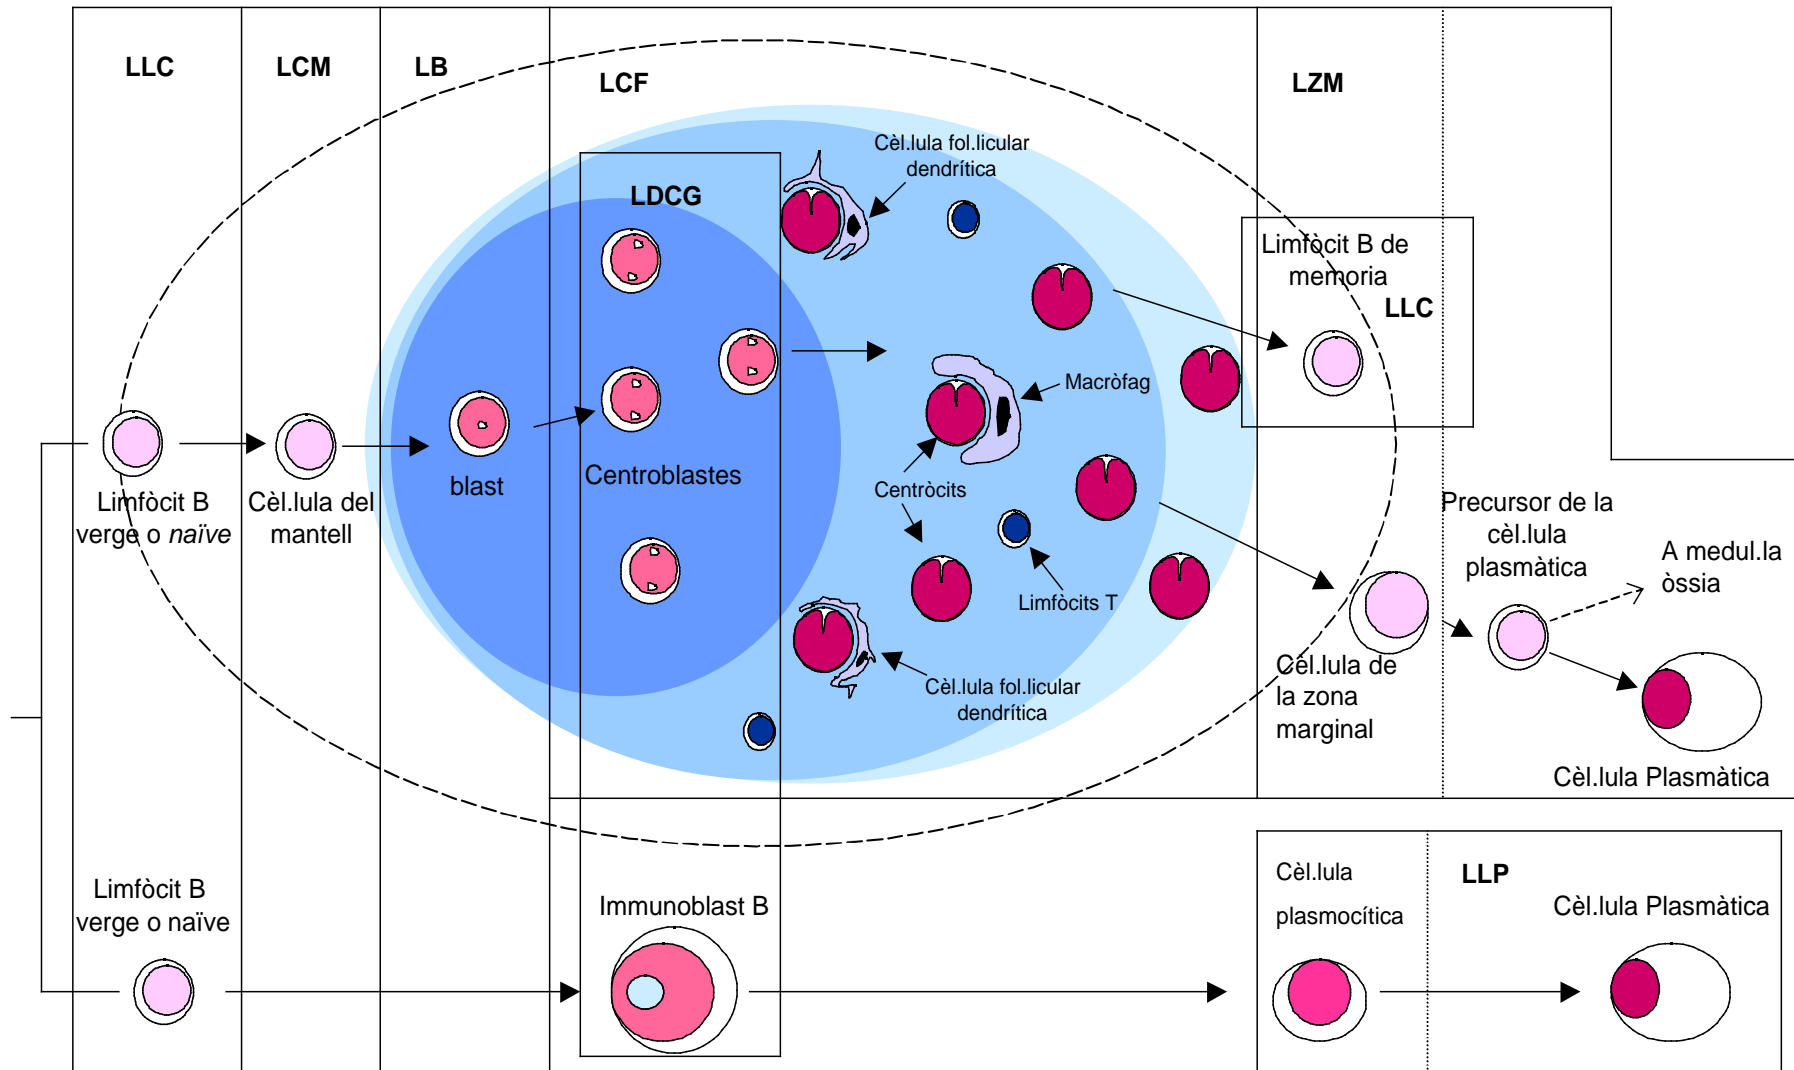 LLC
LCM
LB
LCF
LZM
Cèl.lula fol.licular
dendrítica
LDCG
Limfòcit B de
memoria
LLC
Macròfag
blast
Centroblastes
Centròcits
Limfòcit B
verge o naïve
Cèl.lula del
mantell
Precursor de la
cèl.lula
plasmàtica
A medul.la
òssia
Limfòcits T
Cèl.lula fol.licular
dendrítica
Cèl.lula de
la zona
marginal
Cèl.lula Plasmàtica
Limfòcit B
verge o naïve
Immunoblast B
Cèl.lula
plasmocítica
LLP
Cèl.lula Plasmàtica